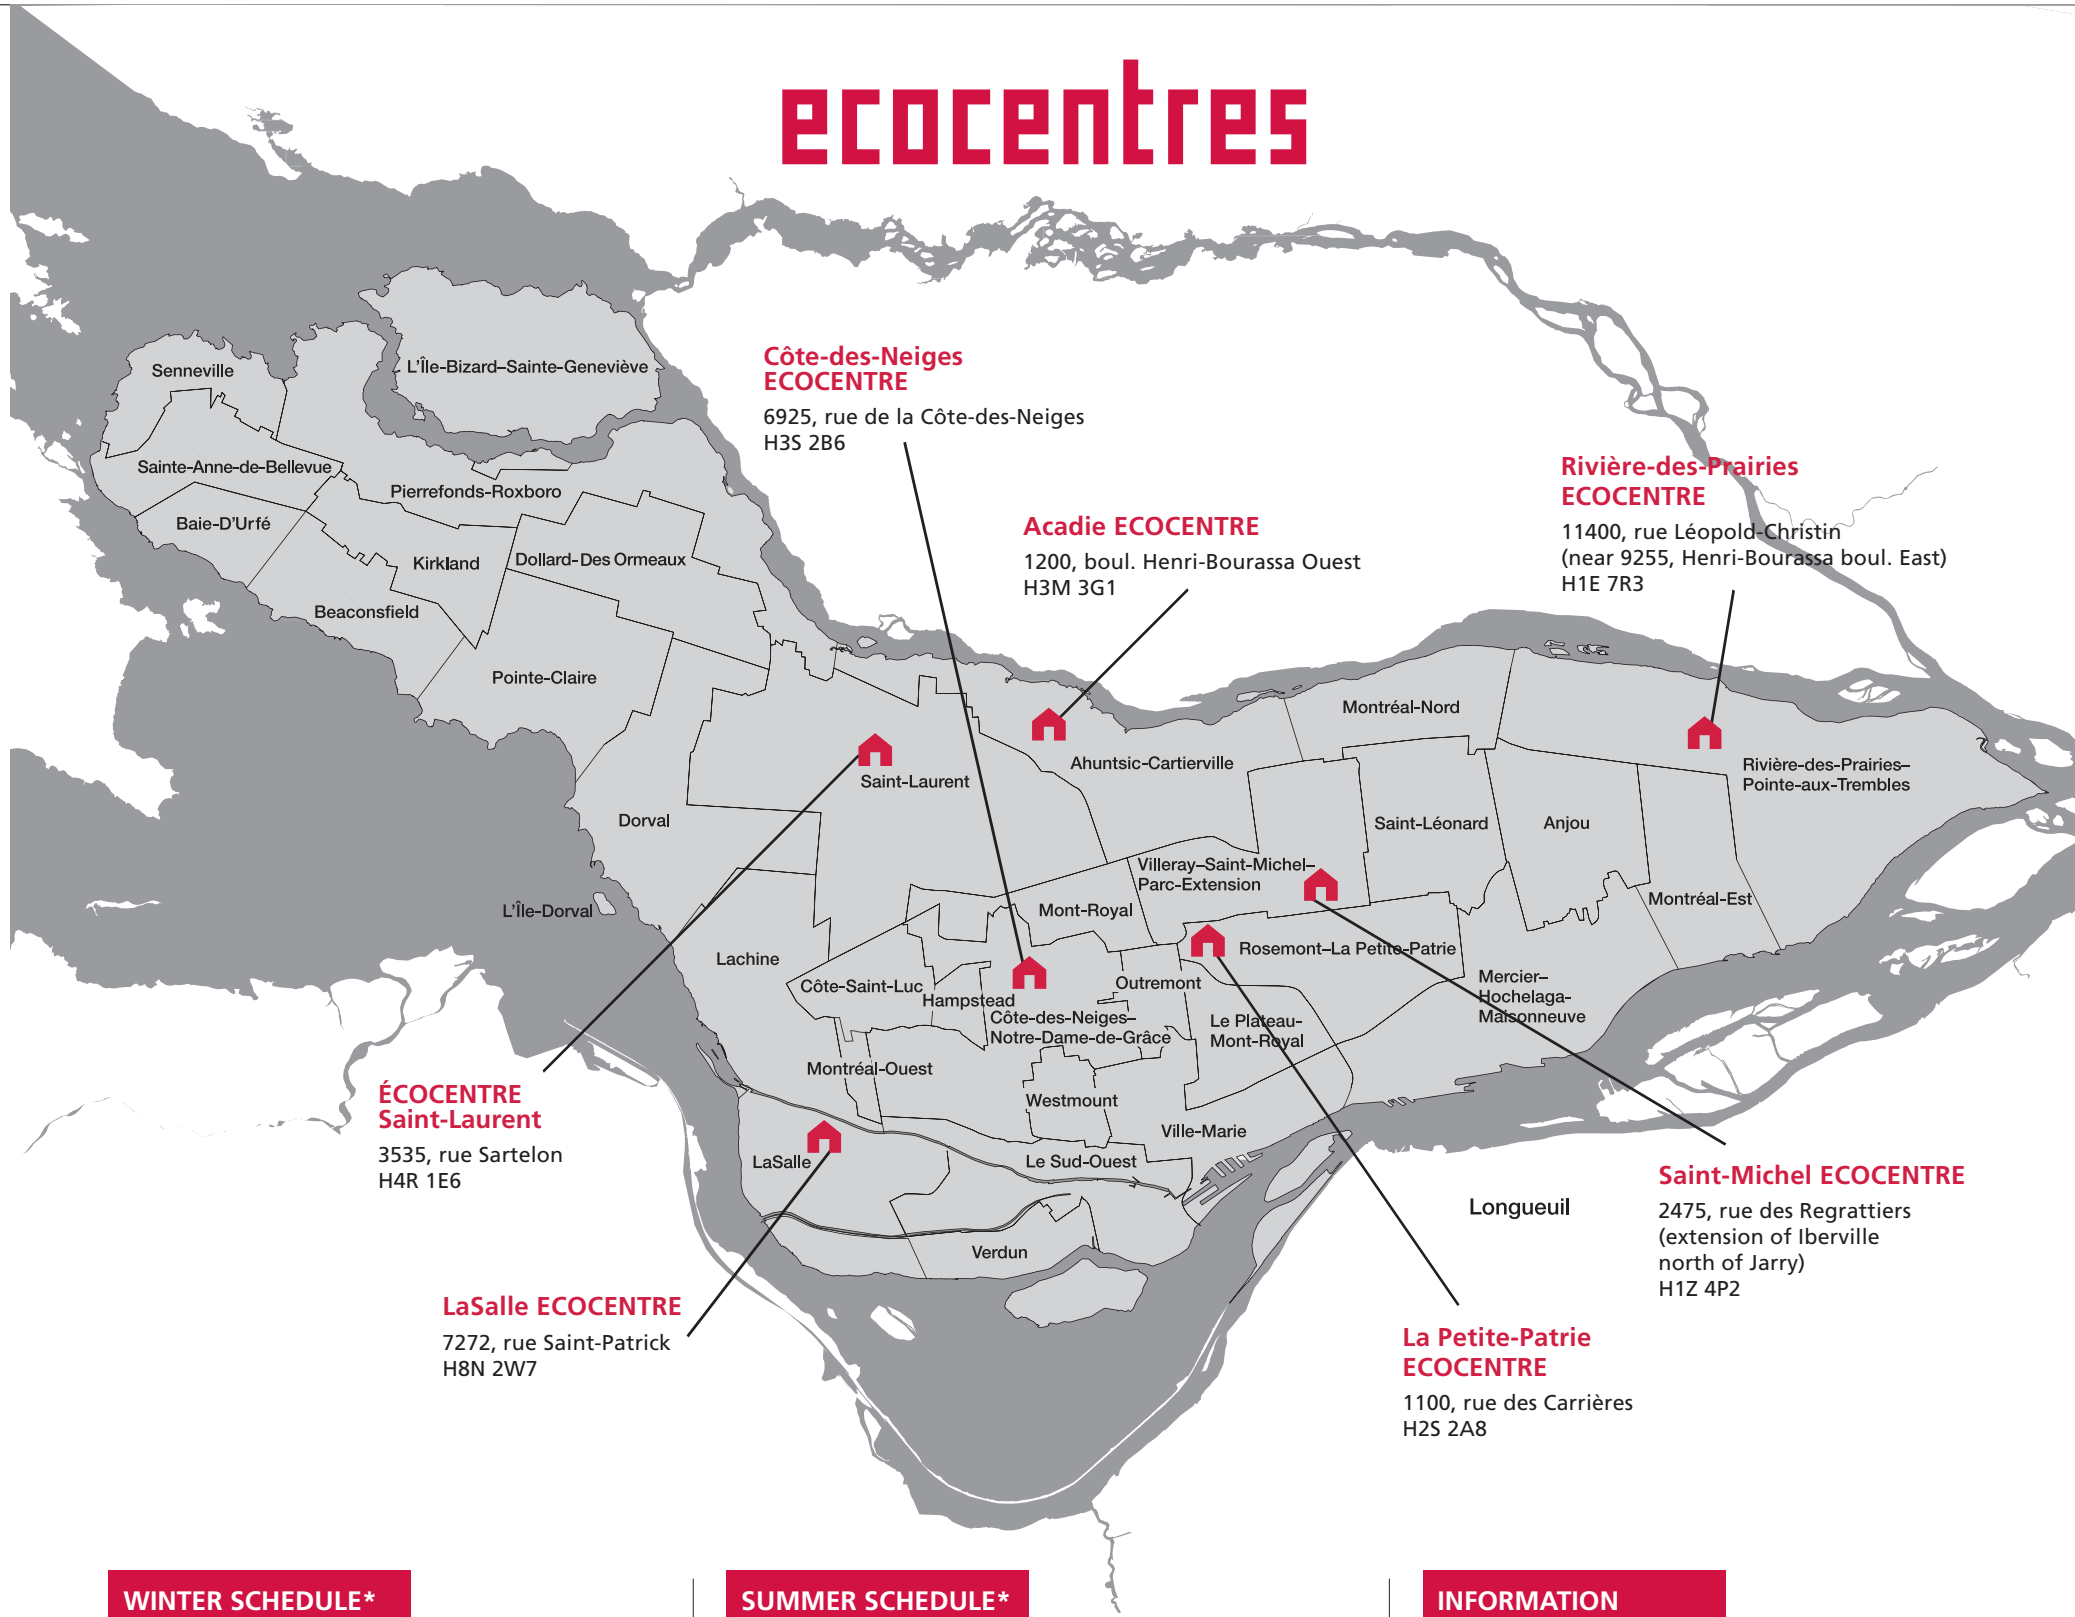 ecocentres
Côte-des-Neiges
ECOCENTRE
6925, rue de la Côte-des-Neiges
H3S 2B6
Acadie ECOCENTRE
1200, boul. Henri-Bourassa Ouest
H3M 3G1
Rivière-des-Prairies
ECOCENTRE
11400, rue Léopold-Christin
(near 9255, Henri-Bourassa boul. East)
H1E 7R3
Senneville
L'Île-Bizard–Sainte-Geneviève
Sainte-Anne-de-Bellevue
Pierrefonds-Roxboro
Baie-D'Urfé
Kirkland
Dollard-Des Ormeaux
Beaconsfield
Pointe-Claire
Montréal-Nord
Ahuntsic-Cartierville
Rivière-des-Prairies–
Pointe-aux-Trembles
Saint-Laurent
Dorval
Saint-Léonard
Anjou
Villeray–Saint-Michel–
Parc-Extension
Montréal-Est
L'Île-Dorval
Mont-Royal
Rosemont–La Petite-Patrie
Lachine
Côte-Saint-Luc
Hampstead
Outremont
Mercier–
Hochelaga-
Maisonneuve
Côte-des-Neiges–
Notre-Dame-de-Grâce
Le Plateau-
Mont-Royal
Montréal-Ouest
Westmount
Ville-Marie
LaSalle
Le Sud-Ouest
Verdun
Longueuil
ÉCOCENTRE
Saint-Laurent
3535, rue Sartelon
H4R 1E6
Saint-Michel ECOCENTRE
2475, rue des Regrattiers
(extension of Iberville
north of Jarry)
H1Z 4P2
LaSalle ECOCENTRE
7272, rue Saint-Patrick
H8N 2W7
La Petite-Patrie
ECOCENTRE
1100, rue des Carrières
H2S 2A8
WINTER SCHEDULE*
SUMMER SCHEDULE*
INFORMATION